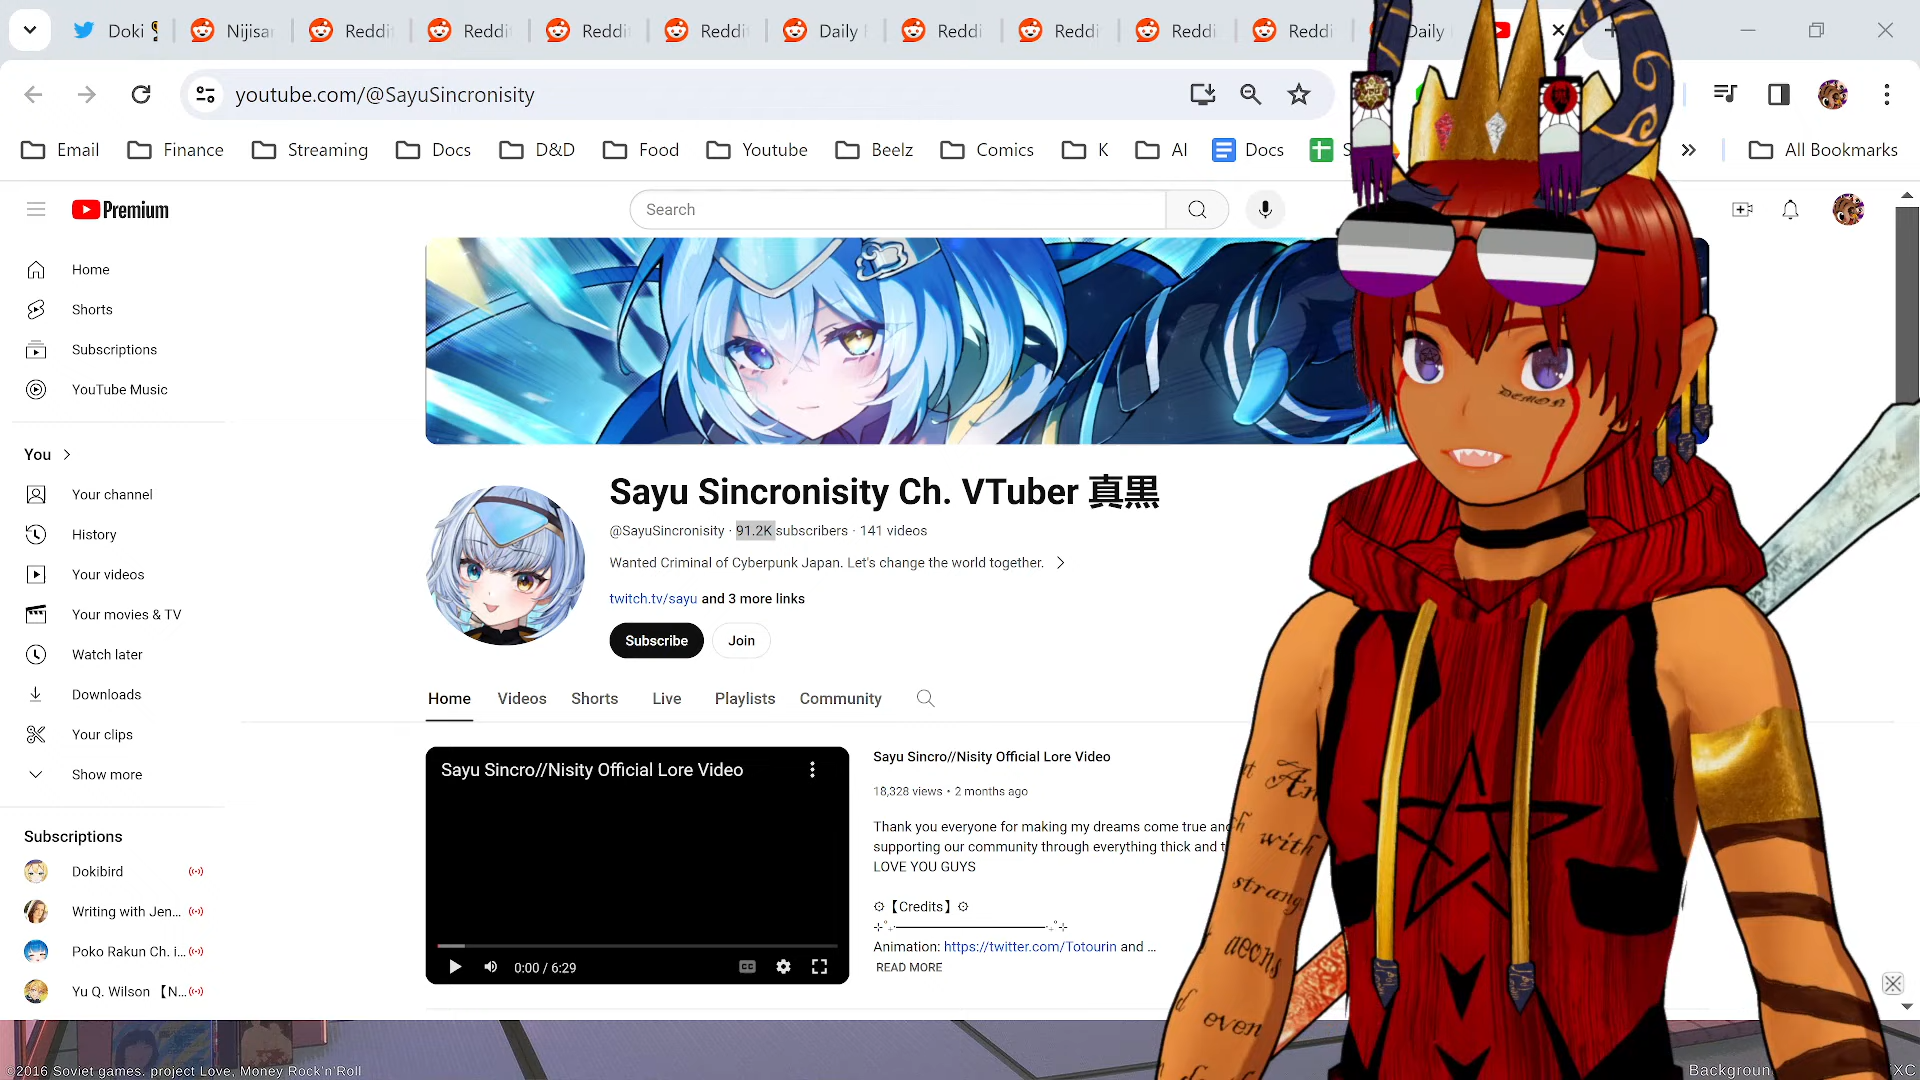 Doki
Nijisan
Reddit
Reddit
Reddit
Reddit
Daily
Reddi
Reddi
Reddi
Reddi
Daily
youtube.com/@SayuSincronisity
Email
Finance
Streaming
Docs
D&D
Food
Youtube
Beelz
Comics
K
AI
Docs
S
All Bookmarks
Premium
Search
Home
Shorts
Subscriptions
YouTube Music
You
Your channel
History
Your videos
Your movies & TV
Watch later
Downloads
Your clips
Show more
Subscriptions
Dokibird
Writing with Jen...
Poko Rakun Ch. i...
Yu Q. Wilson 【N...
Sayu Sincronisity Ch. VTuber 真黒
@SayuSincronisity · 91.2K subscribers · 141 videos
Wanted Criminal of Cyberpunk Japan. Let's change the world together.
twitch.tv/sayu and 3 more links
Subscribe
Join
Home
Videos
Shorts
Live
Playlists
Community
Sayu Sincro//Nisity Official Lore Video
0:00 / 6:29
Sayu Sincro//Nisity Official Lore Video
18,328 views • 2 months ago
Thank you everyone for making my dreams come true and
supporting our community through everything thick and t
LOVE YOU GUYS
⚙【Credits】⚙
Animation: https://twitter.com/Totourin and ...
READ MORE
DEMON
with
strang
aeons
even
©2016 Soviet games. project Love, Money Rock'n'Roll
Backgroun
XC